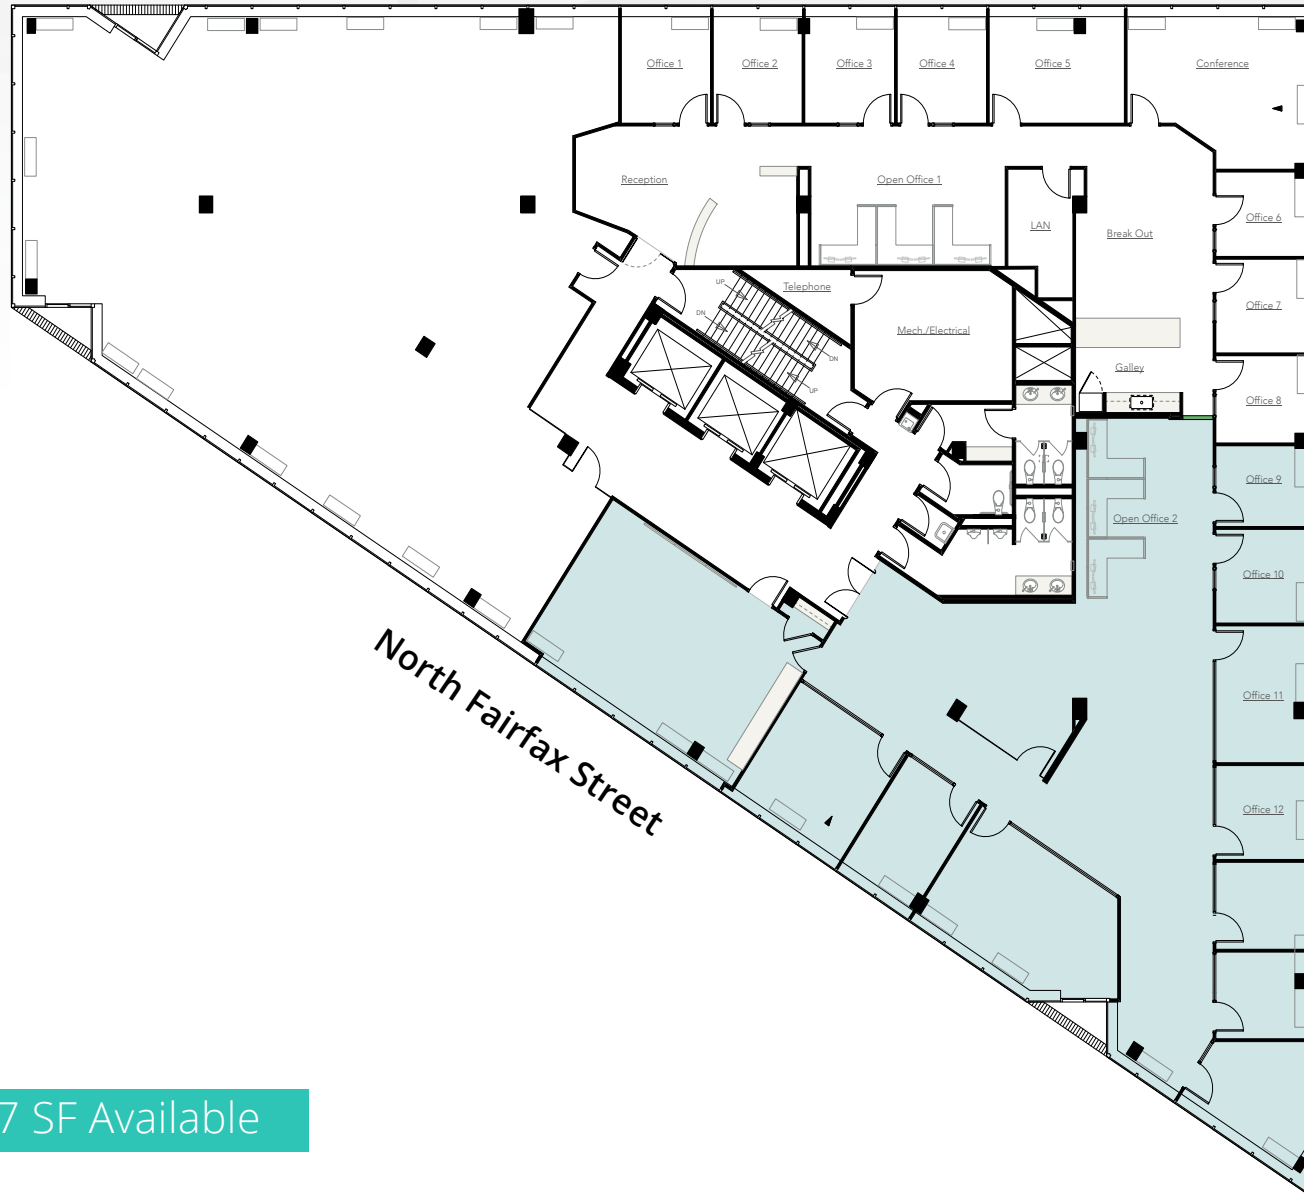 Office 1
Office 2
Office 3
Office 4
Office 5
Conference
Reception
Open Office 1
LAN
Break Out
Office 6
Telephone
UP
DN
Mech./Electrical
Office 7
DN
UP
Galley
Office 8
Office 9
Open Office 2
Office 10
Office 11
North Fairfax Street
Office 12
7 SF Available